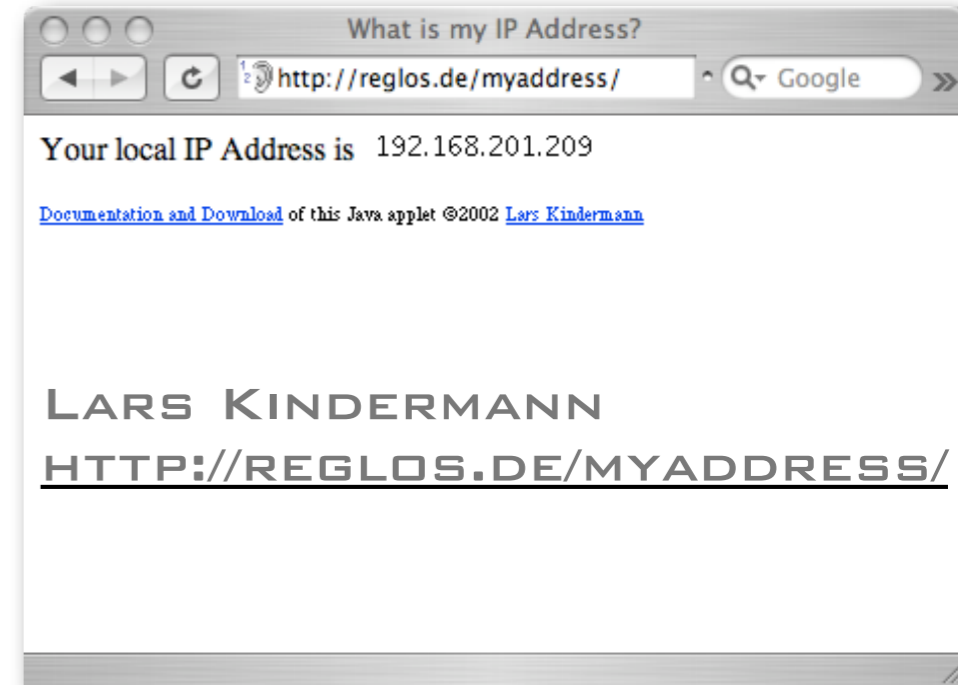 What is my IP Address?
http://reglos.de/myaddress/ Google
Your local IP Address is 192.168.201.209
Documentation and Download of this Java applet ©2002 Lars Kindermann
LARS KINDERMANN
HTTP://REGLOS.DE/MYADDRESS/